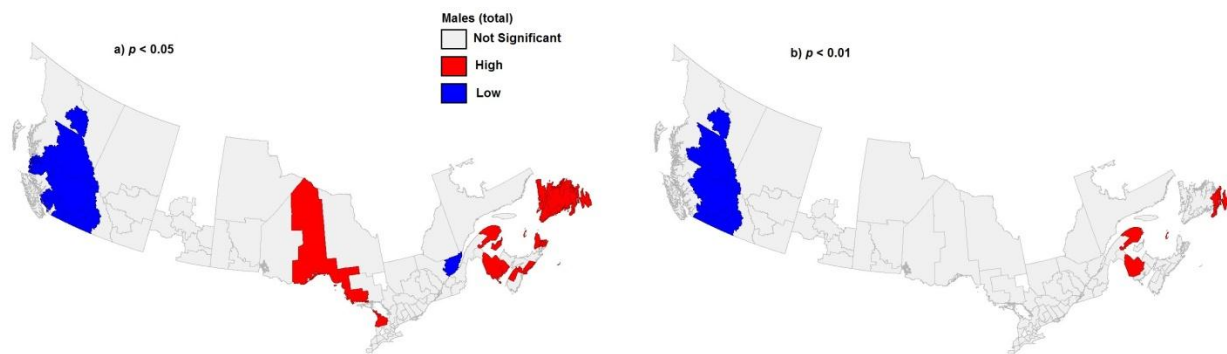 Males (total)
Not Significant
High
Low
a) p < 0.05
b) p < 0.01